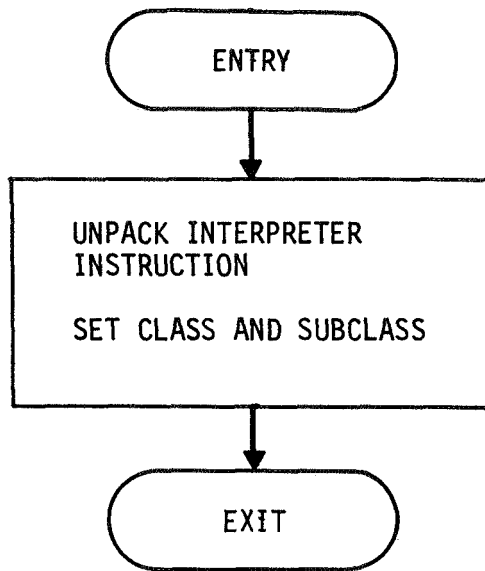 ENTRY
UNPACK INTERPRETER
INSTRUCTION
SET CLASS AND SUBCLASS
EXIT